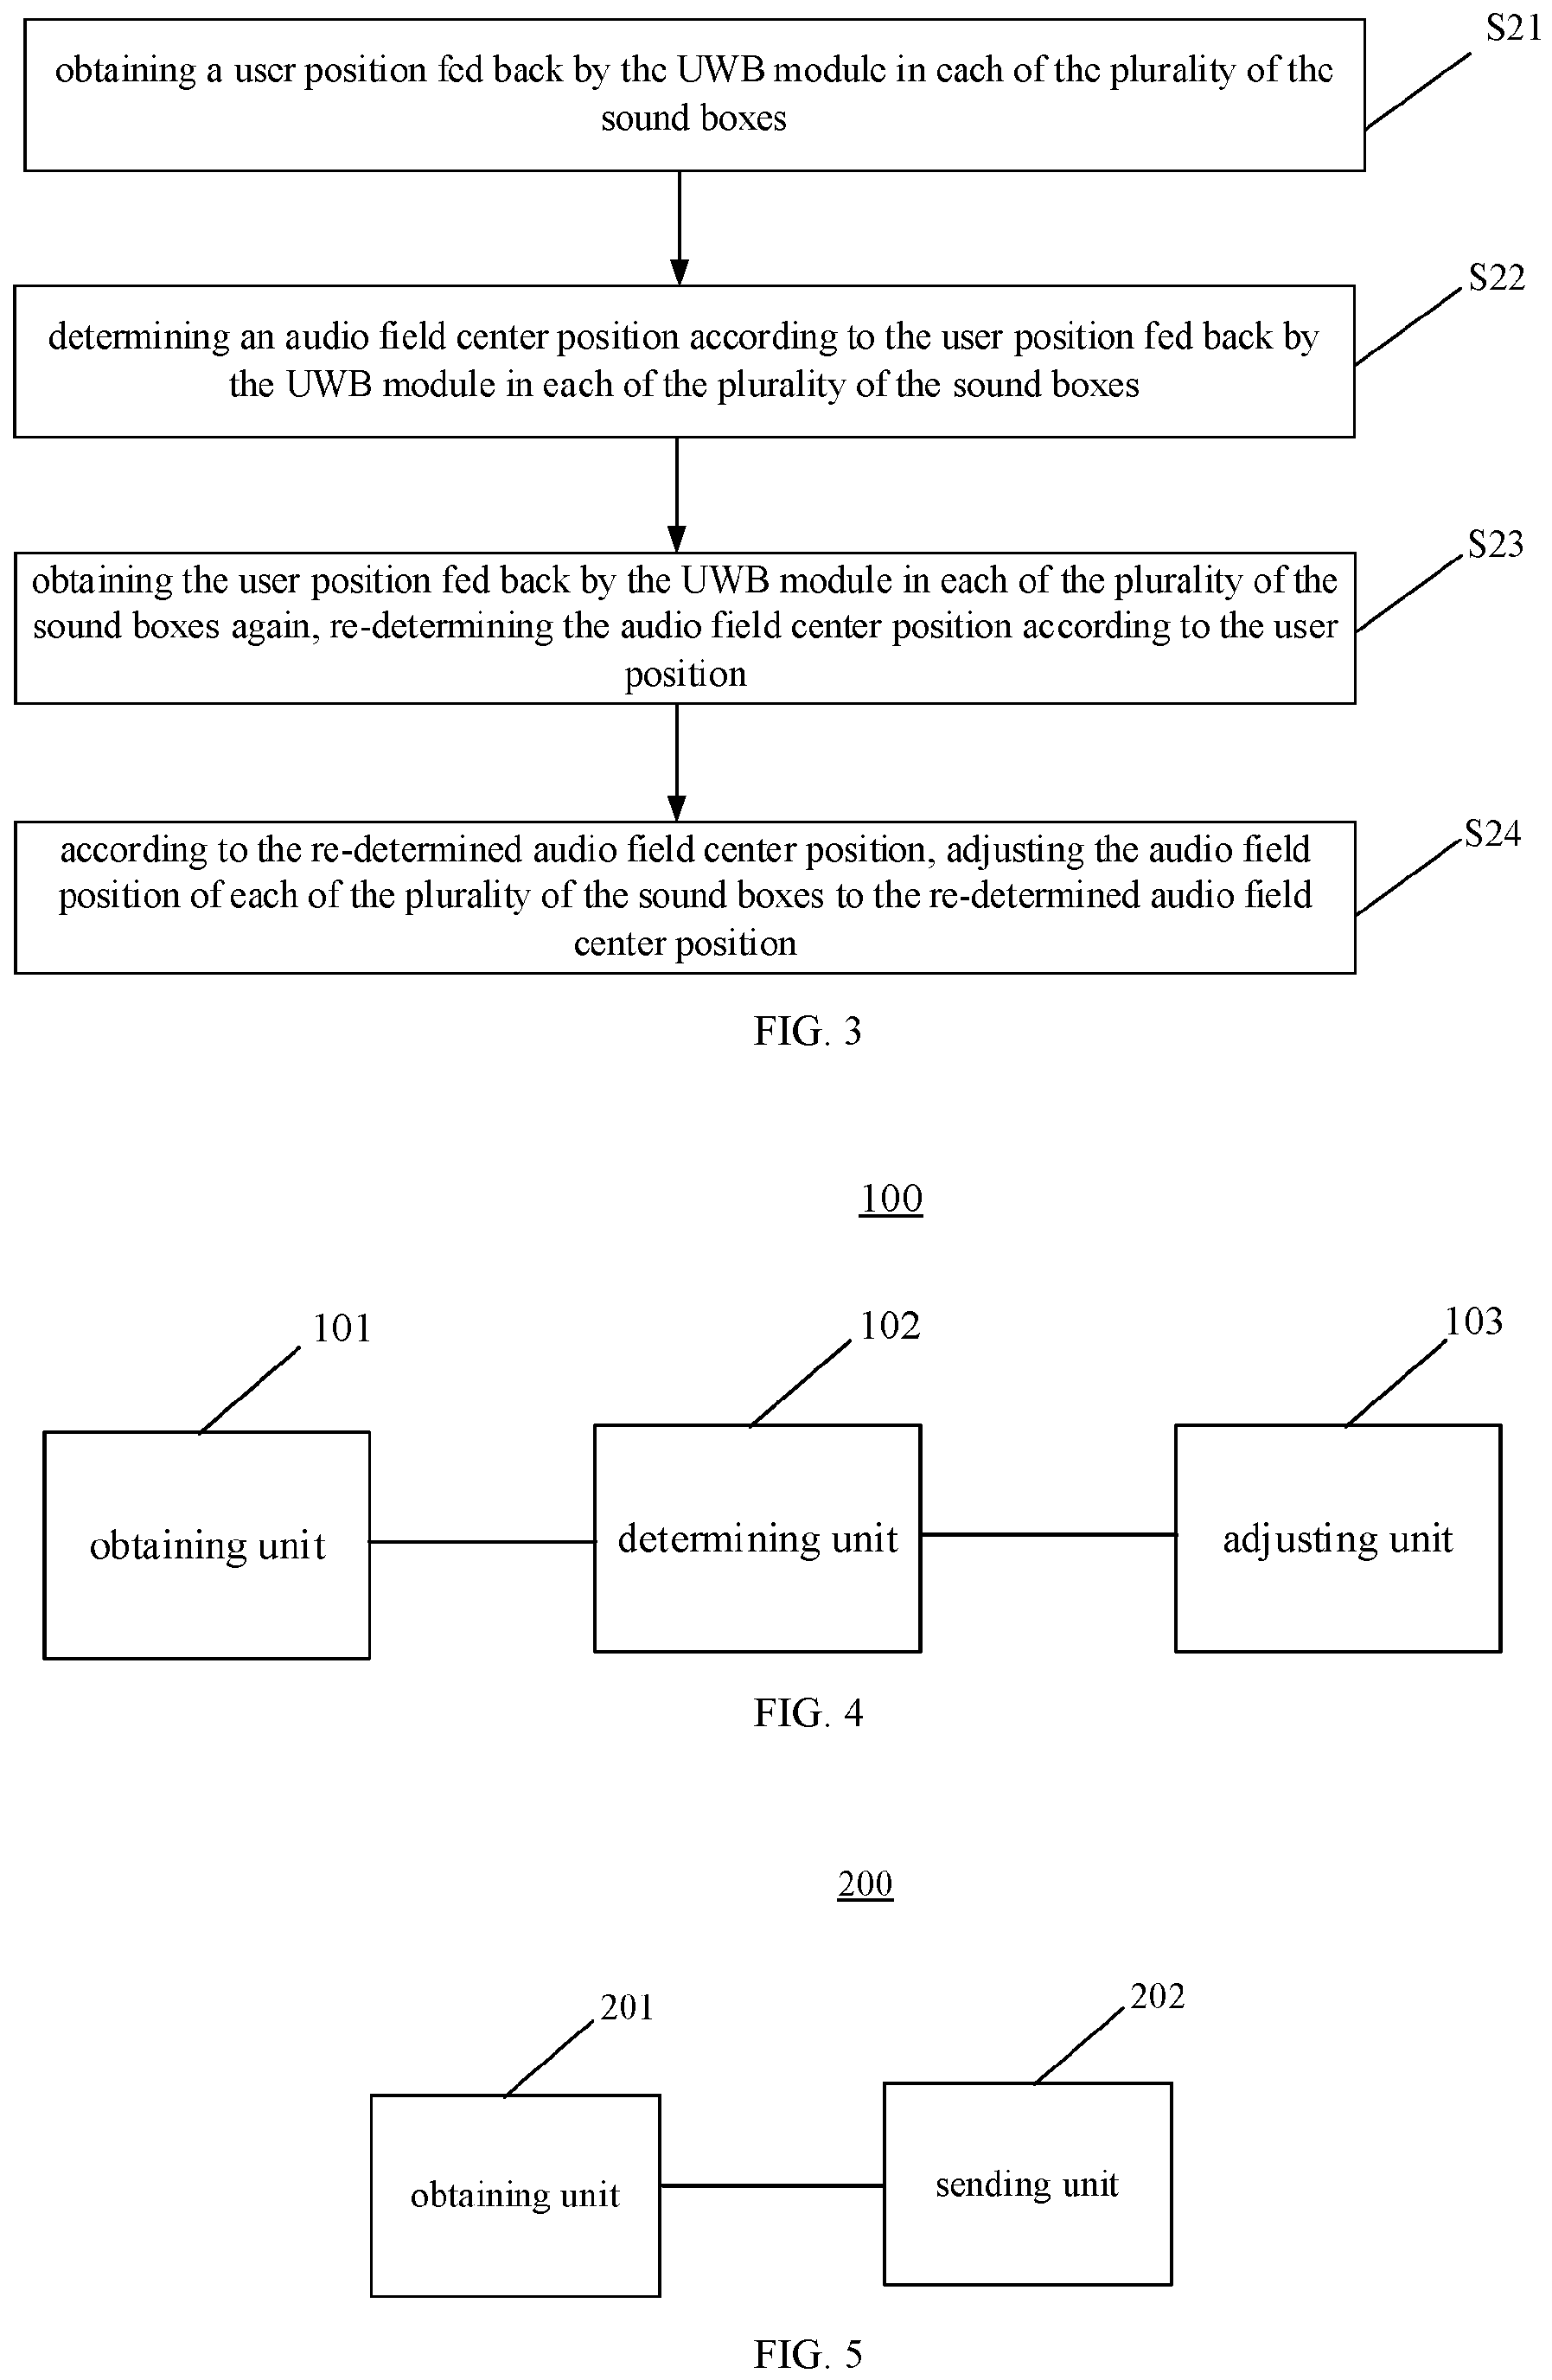 S21
obtaining a user position fed back by the UWB module in each of the plurality of the
sound boxes
S22
determining an audio field center position according to the user position fed back by
the UWB module in each of the plurality of the sound boxes
S23
obtaining the user position fed back by the UWB module in each of the plurality of the
sound boxes again, re-determining the audio field center position according to the user
position
S24
according to the re-determined audio field center position, adjusting the audio field
position of each of the plurality of the sound boxes to the re-determined audio field
center position
FIG. 3
100
101
102
103
obtaining unit
determining unit
adjusting unit
FIG. 4
200
201
202
obtaining unit
sending unit
FIG. 5